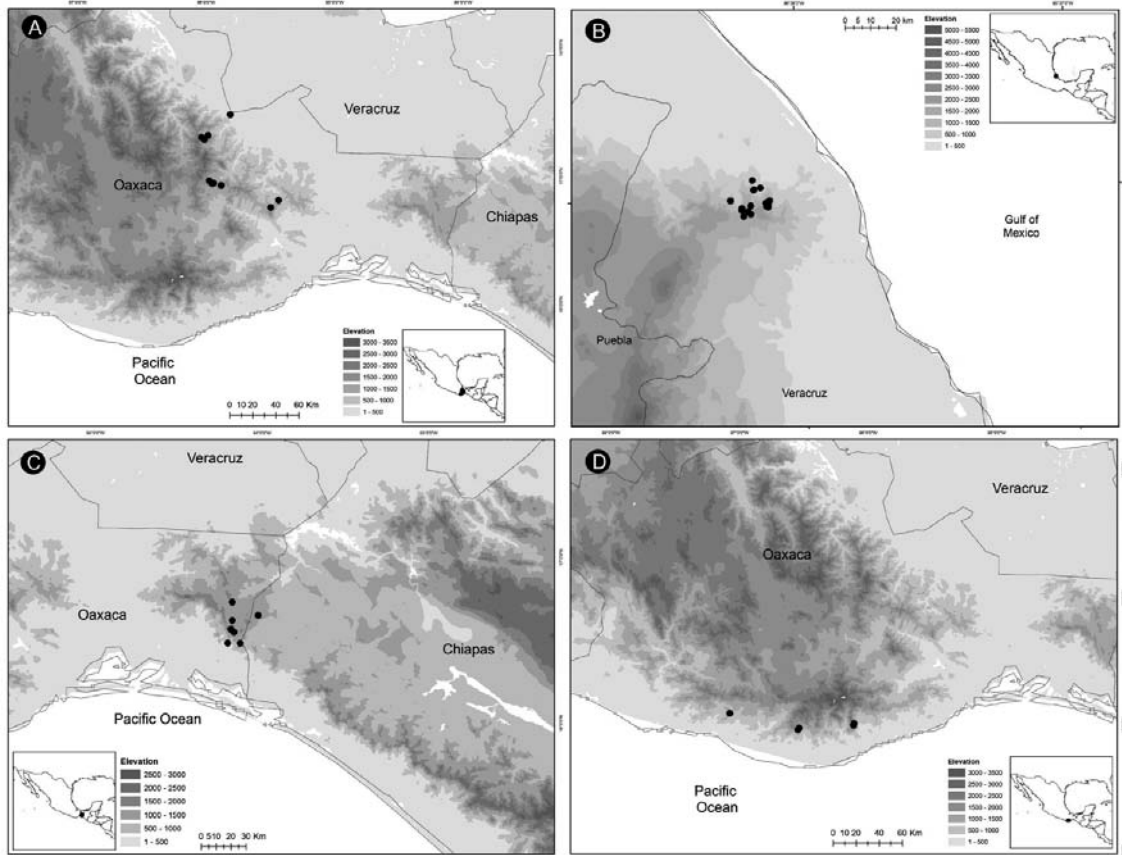 A
Veracruz
Oaxaca
Chiapas
Pacific
Ocean
Elevation
3000 - 3500
2500 - 3000
2000 - 2500
1500 - 2000
1000 - 1500
500 - 1000
1 - 500
0 10 20 40 60 Km
B
0 5 10 20 km
Elevation
5000 - 5500
4500 - 5000
4000 - 4500
3500 - 4000
3000 - 3500
2500 - 3000
2000 - 2500
1500 - 2000
1000 - 1500
500 - 1000
1 - 500
Gulf of
Mexico
Puebla
Veracruz
C
Veracruz
Oaxaca
Chiapas
Pacific Ocean
Elevation
2500 - 3000
2000 - 2500
1500 - 2000
1000 - 1500
500 - 1000
1 - 500
0 5 10 20 30 Km
D
Veracruz
Oaxaca
Pacific
Ocean
Elevation
3000 - 3500
2500 - 3000
2000 - 2500
1500 - 2000
1000 - 1500
500 - 1000
1 - 500
0 10 20 40 60 Km